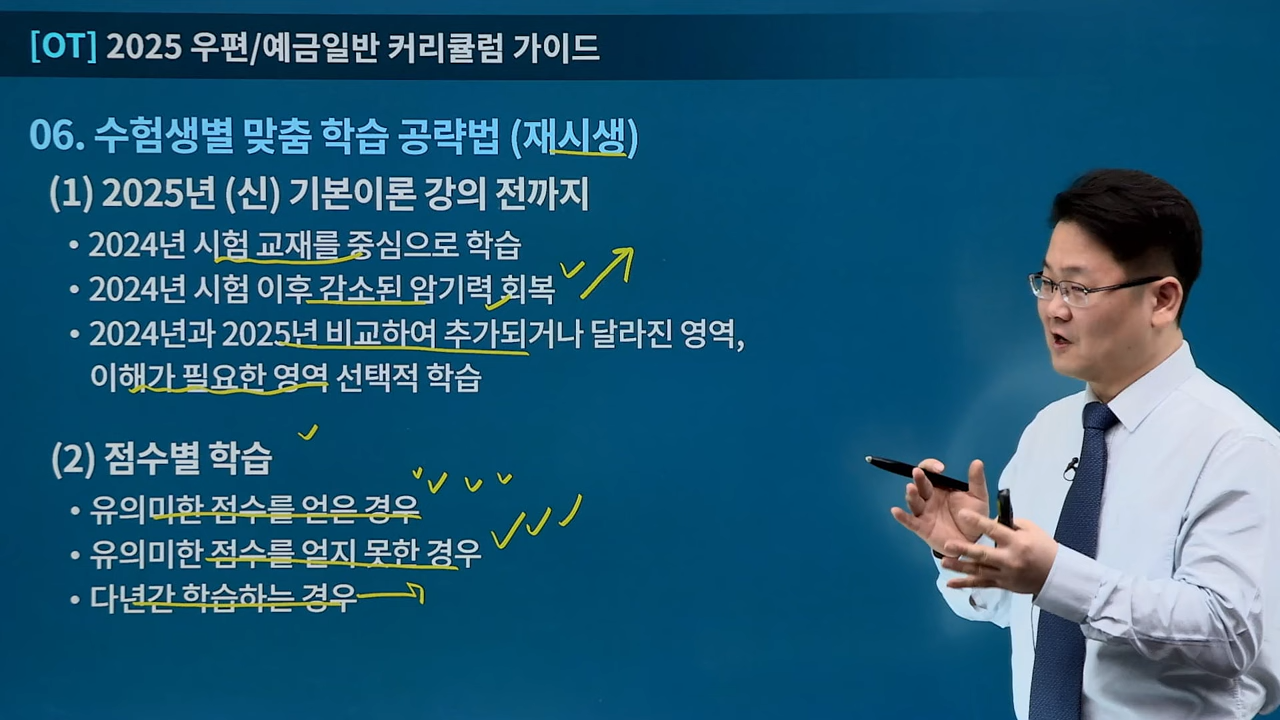 [OT] 2025 우편/예금일반 커리큘럼 가이드
06. 수험생별 맞춤 학습 공략법 (재시생)
(1) 2025년 (신) 기본이론 강의 전까지
• 2024년 시험 교재를 중심으로 학습
• 2024년 시험 이후 감소된 암기력 회복
• 2024년과 2025년 비교하여 추가되거나 달라진 영역,
이해가 필요한 영역 선택적 학습
(2) 점수별 학습
• 유의미한 점수를 얻은 경우
• 유의미한 점수를 얻지 못한 경우
• 다년간 학습하는 경우